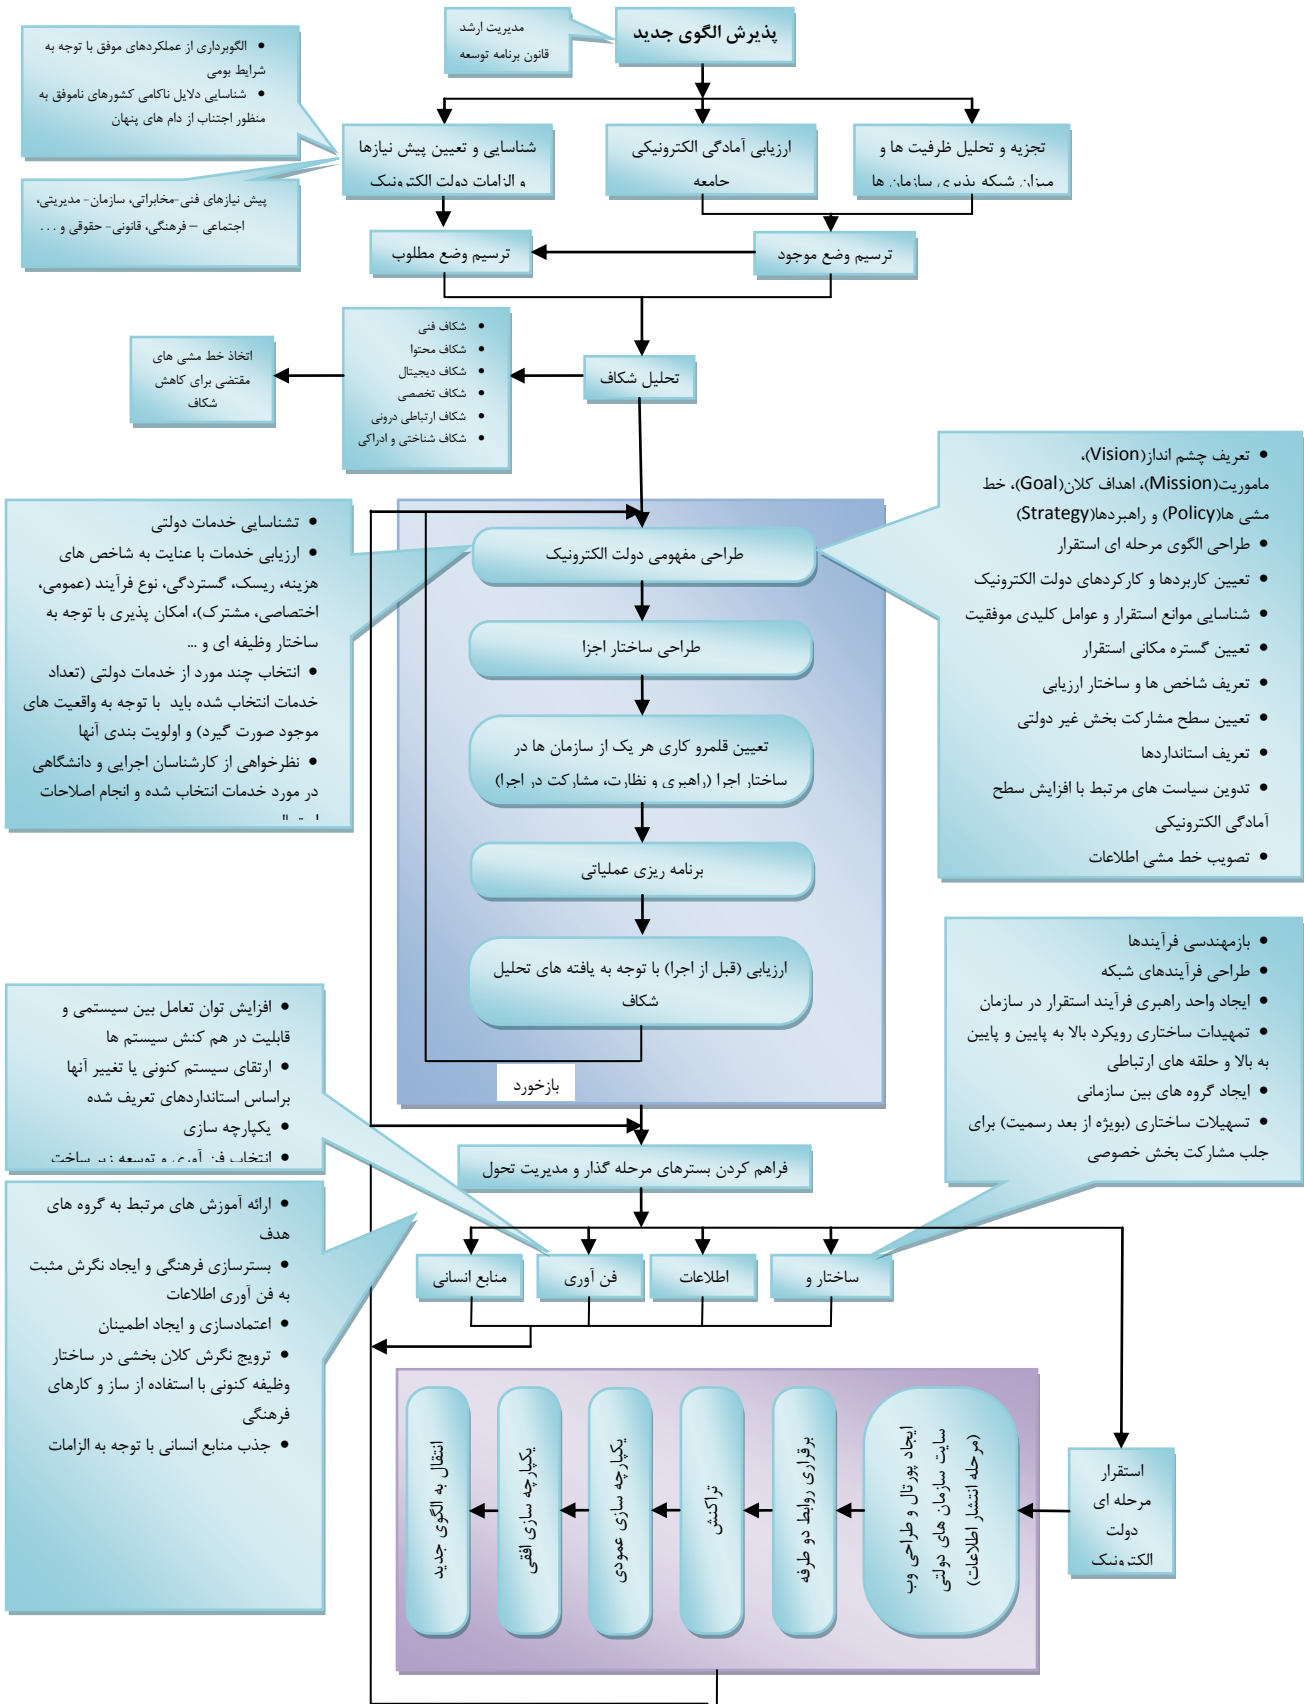 پذیرش الگوی جدید
مدیریت ارشد
قانون برنامه توسعه
• الگوبرداری از عملکردهای موفق با توجه به
شرایط بومی
• شناسایی دلایل ناکامی کشورهای ناموفق به
منظور اجتناب از دام های پنهان
تجزیه و تحلیل ظرفیت ها و
میزان شبکه پذیری سازمان ها
ارزیابی آمادگی الکترونیکی
جامعه
شناسایی و تعیین پیش نیازها
و الزامات دولت الکترونیک
پیش نیازهای فنی-مخابراتی، سازمان- مدیریتی،
اجتماعی – فرهنگی، قانونی- حقوقی و . . .
ترسیم وضع موجود
ترسیم وضع مطلوب
تحلیل شکاف
• شکاف فنی
• شکاف محتوا
• شکاف دیجیتال
• شکاف تخصصی
• شکاف ارتباطی درونی
• شکاف شناختی و ادراکی
اتخاذ خط مشی های
مقتضی برای کاهش
شکاف
• تعریف چشم انداز(Vision)،
ماموریت(Mission)، اهداف کلان(Goal)، خط
مشی ها(Policy) و راهبردها(Strategy)
• طراحی الگوی مرحله ای استقرار
• تعیین کاربردها و کارکردهای دولت الکترونیک
• شناسایی موانع استقرار و عوامل کلیدی موفقیت
• تعیین گستره مکانی استقرار
• تعریف شاخص ها و ساختار ارزیابی
• تعیین سطح مشارکت بخش غیر دولتی
• تعریف استانداردها
• تدوین سیاست های مرتبط با افزایش سطح
آمادگی الکترونیکی
• تصویب خط مشی اطلاعات
طراحی مفهومی دولت الکترونیک
طراحی ساختار اجزا
تعیین قلمرو کاری هر یک از سازمان ها در
ساختار اجرا (راهبری و نظارت، مشارکت در اجرا)
برنامه ریزی عملیاتی
ارزیابی (قبل از اجرا) با توجه به یافته های تحلیل
شکاف
بازخورد
• تشناسایی خدمات دولتی
• ارزیابی خدمات با عنایت به شاخص های
هزینه، ریسک، گستردگی، نوع فرآیند (عمومی،
اختصاصی، مشترک)، امکان پذیری با توجه به
ساختار وظیفه ای و ...
• انتخاب چند مورد از خدمات دولتی (تعداد
خدمات انتخاب شده باید با توجه به واقعیت های
موجود صورت گیرد) و اولویت بندی آنها
• نظرخواهی از کارشناسان اجرایی و دانشگاهی
در مورد خدمات انتخاب شده و انجام اصلاحات
• بازمهندسی فرآیندها
• طراحی فرآیندهای شبکه
• ایجاد واحد راهبری فرآیند استقرار در سازمان
• تمهیدات ساختاری رویکرد بالا به پایین و پایین
به بالا و حلقه های ارتباطی
• ایجاد گروه های بین سازمانی
• تسهیلات ساختاری (بویژه از بعد رسمیت) برای
جلب مشارکت بخش خصوصی
• افزایش توان تعامل بین سیستمی و
قابلیت در هم کنش سیستم ها
• ارتقای سیستم کنونی یا تغییر آنها
براساس استانداردهای تعریف شده
• یکپارچه سازی
• انتخاب فن آوری و توسعه زیر ساخت
فراهم کردن بسترهای مرحله گذار و مدیریت تحول
ساختار و
اطلاعات
فن آوری
منابع انسانی
• ارائه آموزش های مرتبط به گروه های
هدف
• بسترسازی فرهنگی و ایجاد نگرش مثبت
به فن آوری اطلاعات
• اعتمادسازی و ایجاد اطمینان
• ترویج نگرش کلان بخشی در ساختار
وظیفه کنونی با استفاده از ساز و کارهای
فرهنگی
• جذب منابع انسانی با توجه به الزامات
استقرار
مرحله ای
دولت
الکترونیک
ایجاد پورتال و طراحی وب
سایت سازمان های دولتی
(مرحله انتشار اطلاعات)
برقراری روابط دو طرفه
تراکنش
یکپارچه سازی عمودی
یکپارچه سازی افقی
انتقال به الگوی جدید